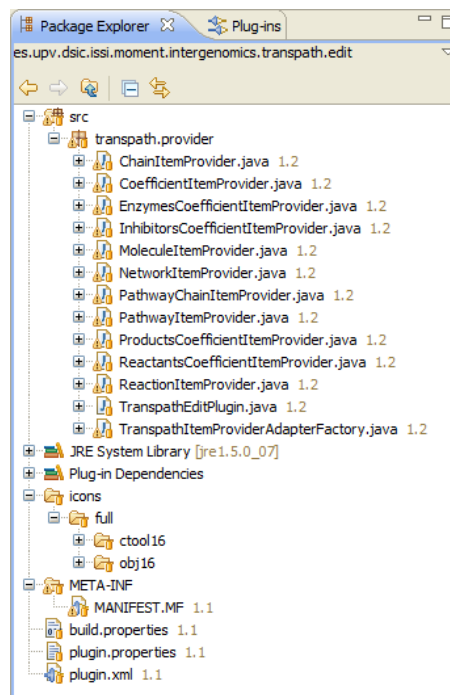 Package Explorer Plug-ins
es.upv.dsic.issi.moment.intergenomics.transpath.edit
src
transpath.provider
ChainItemProvider.java 1.2
CoefficientItemProvider.java 1.2
EnzymesCoefficientItemProvider.java 1.2
InhibitorsCoefficientItemProvider.java 1.2
MoleculeItemProvider.java 1.2
NetworkItemProvider.java 1.2
PathwayChainItemProvider.java 1.2
PathwayItemProvider.java 1.2
ProductsCoefficientItemProvider.java 1.2
ReactantsCoefficientItemProvider.java 1.2
ReactionItemProvider.java 1.2
TranspathEditPlugin.java 1.2
TranspathItemProviderAdapterFactory.java 1.2
JRE System Library [jre1.5.0_07]
Plug-in Dependencies
icons
full
ctool16
obj16
META-INF
MANIFEST.MF 1.1
build.properties 1.1
plugin.properties 1.1
plugin.xml 1.1